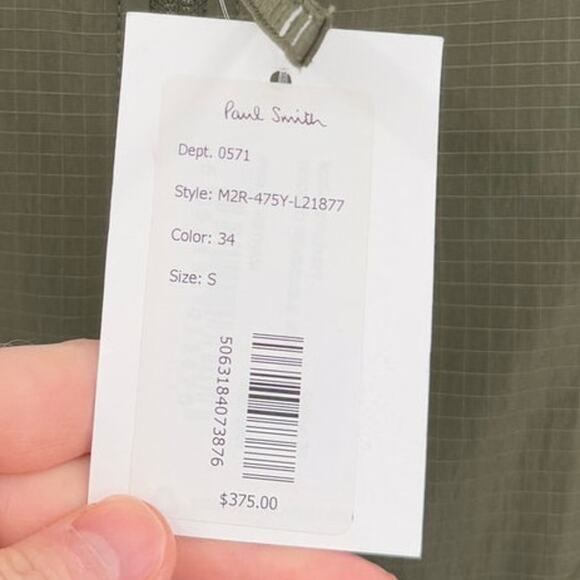 Paul Smith
Dept. 0571
Style: M2R-475Y-L21877
Color: 34
Size: S
5063184073876
$375.00